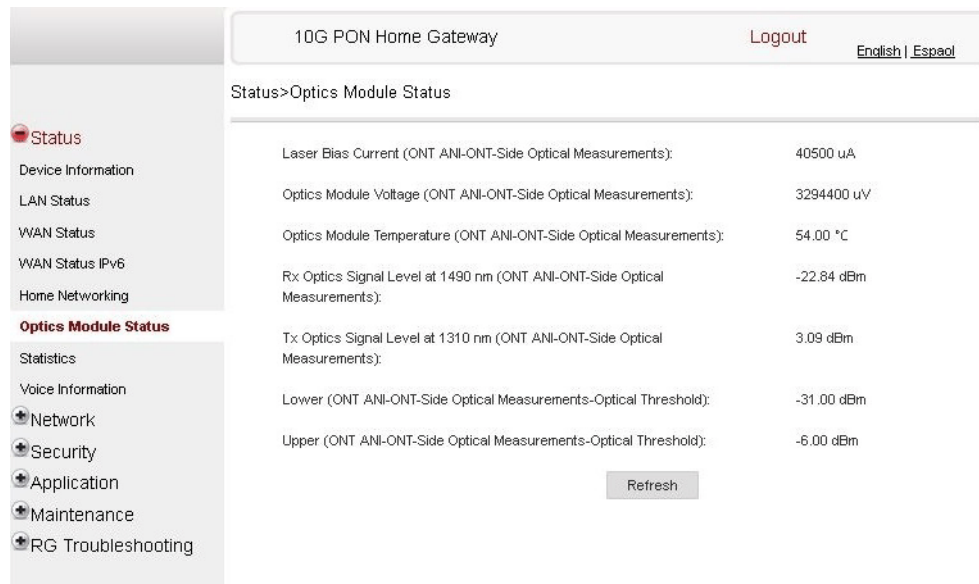 10G PON Home Gateway
Logout
English | Espaol
Status>Optics Module Status
Status
Device Information
LAN Status
WAN Status
WAN Status IPv6
Home Networking
Optics Module Status
Statistics
Voice Information
Network
Security
Application
Maintenance
RG Troubleshooting
Laser Bias Current (ONT ANI-ONT-Side Optical Measurements): 40500 uA
Optics Module Voltage (ONT ANI-ONT-Side Optical Measurements): 3294400 uV
Optics Module Temperature (ONT ANI-ONT-Side Optical Measurements): 54.00 °C
Rx Optics Signal Level at 1490 nm (ONT ANI-ONT-Side Optical -22.84 dBm
Measurements):
Tx Optics Signal Level at 1310 nm (ONT ANI-ONT-Side Optical 3.09 dBm
Measurements):
Lower (ONT ANI-ONT-Side Optical Measurements-Optical Threshold): -31.00 dBm
Upper (ONT ANI-ONT-Side Optical Measurements-Optical Threshold): -6.00 dBm
Refresh